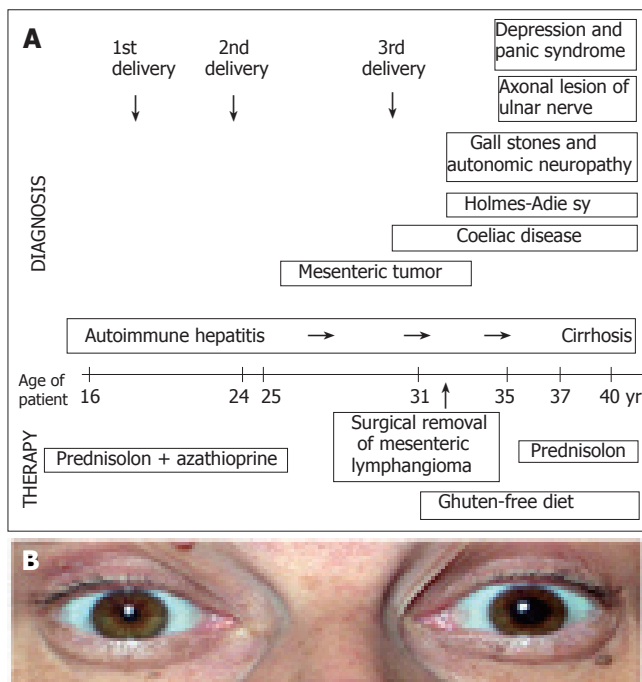 A
1st
delivery
2nd
delivery
3rd
delivery
Depression and
panic syndrome
Axonal lesion of
ulnar nerve
Gall stones and
autonomic neuropathy
Holmes-Adie sy
Coeliac disease
Mesenteric tumor
DIAGNOSIS
Autoimmune hepatitis
Cirrhosis
Age of
patient
16 24 25 31 35 37 40 yr
THERAPY
Prednisolon + azathioprine
Surgical removal
of mesenteric
lymphangioma
Prednisolon
Ghuten-free diet
B